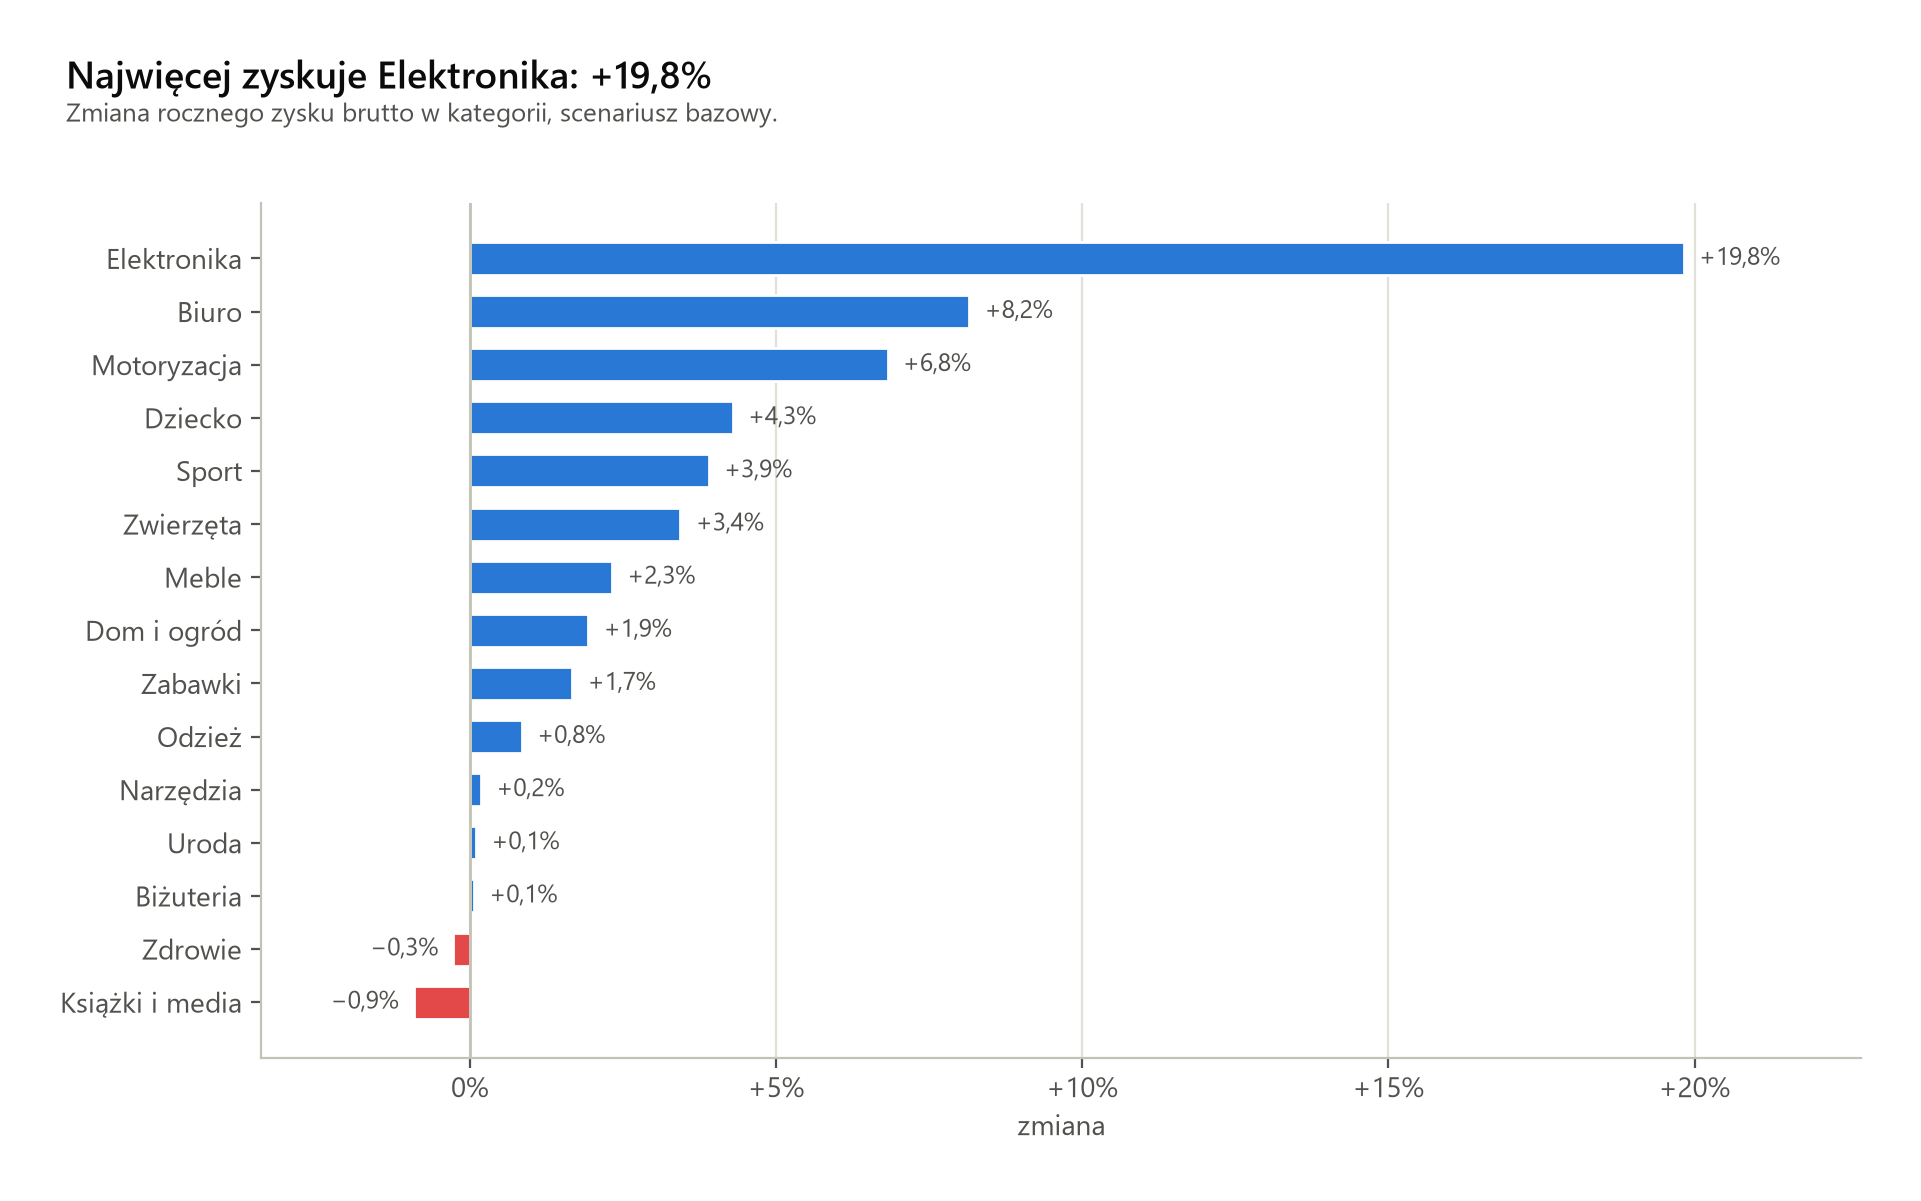 Najwięcej zyskuje Elektronika: +19,8%
Zmiana rocznego zysku brutto w kategorii, scenariusz bazowy.
Elektronika +19,8%
Biuro +8,2%
Motoryzacja +6,8%
Dziecko +4,3%
Sport +3,9%
Zwierzęta +3,4%
Meble +2,3%
Dom i ogród +1,9%
Zabawki +1,7%
Odzież +0,8%
Narzędzia +0,2%
Uroda +0,1%
Biżuteria +0,1%
Zdrowie −0,3%
Książki i media −0,9%
0% +5% +10% +15% +20%
zmiana